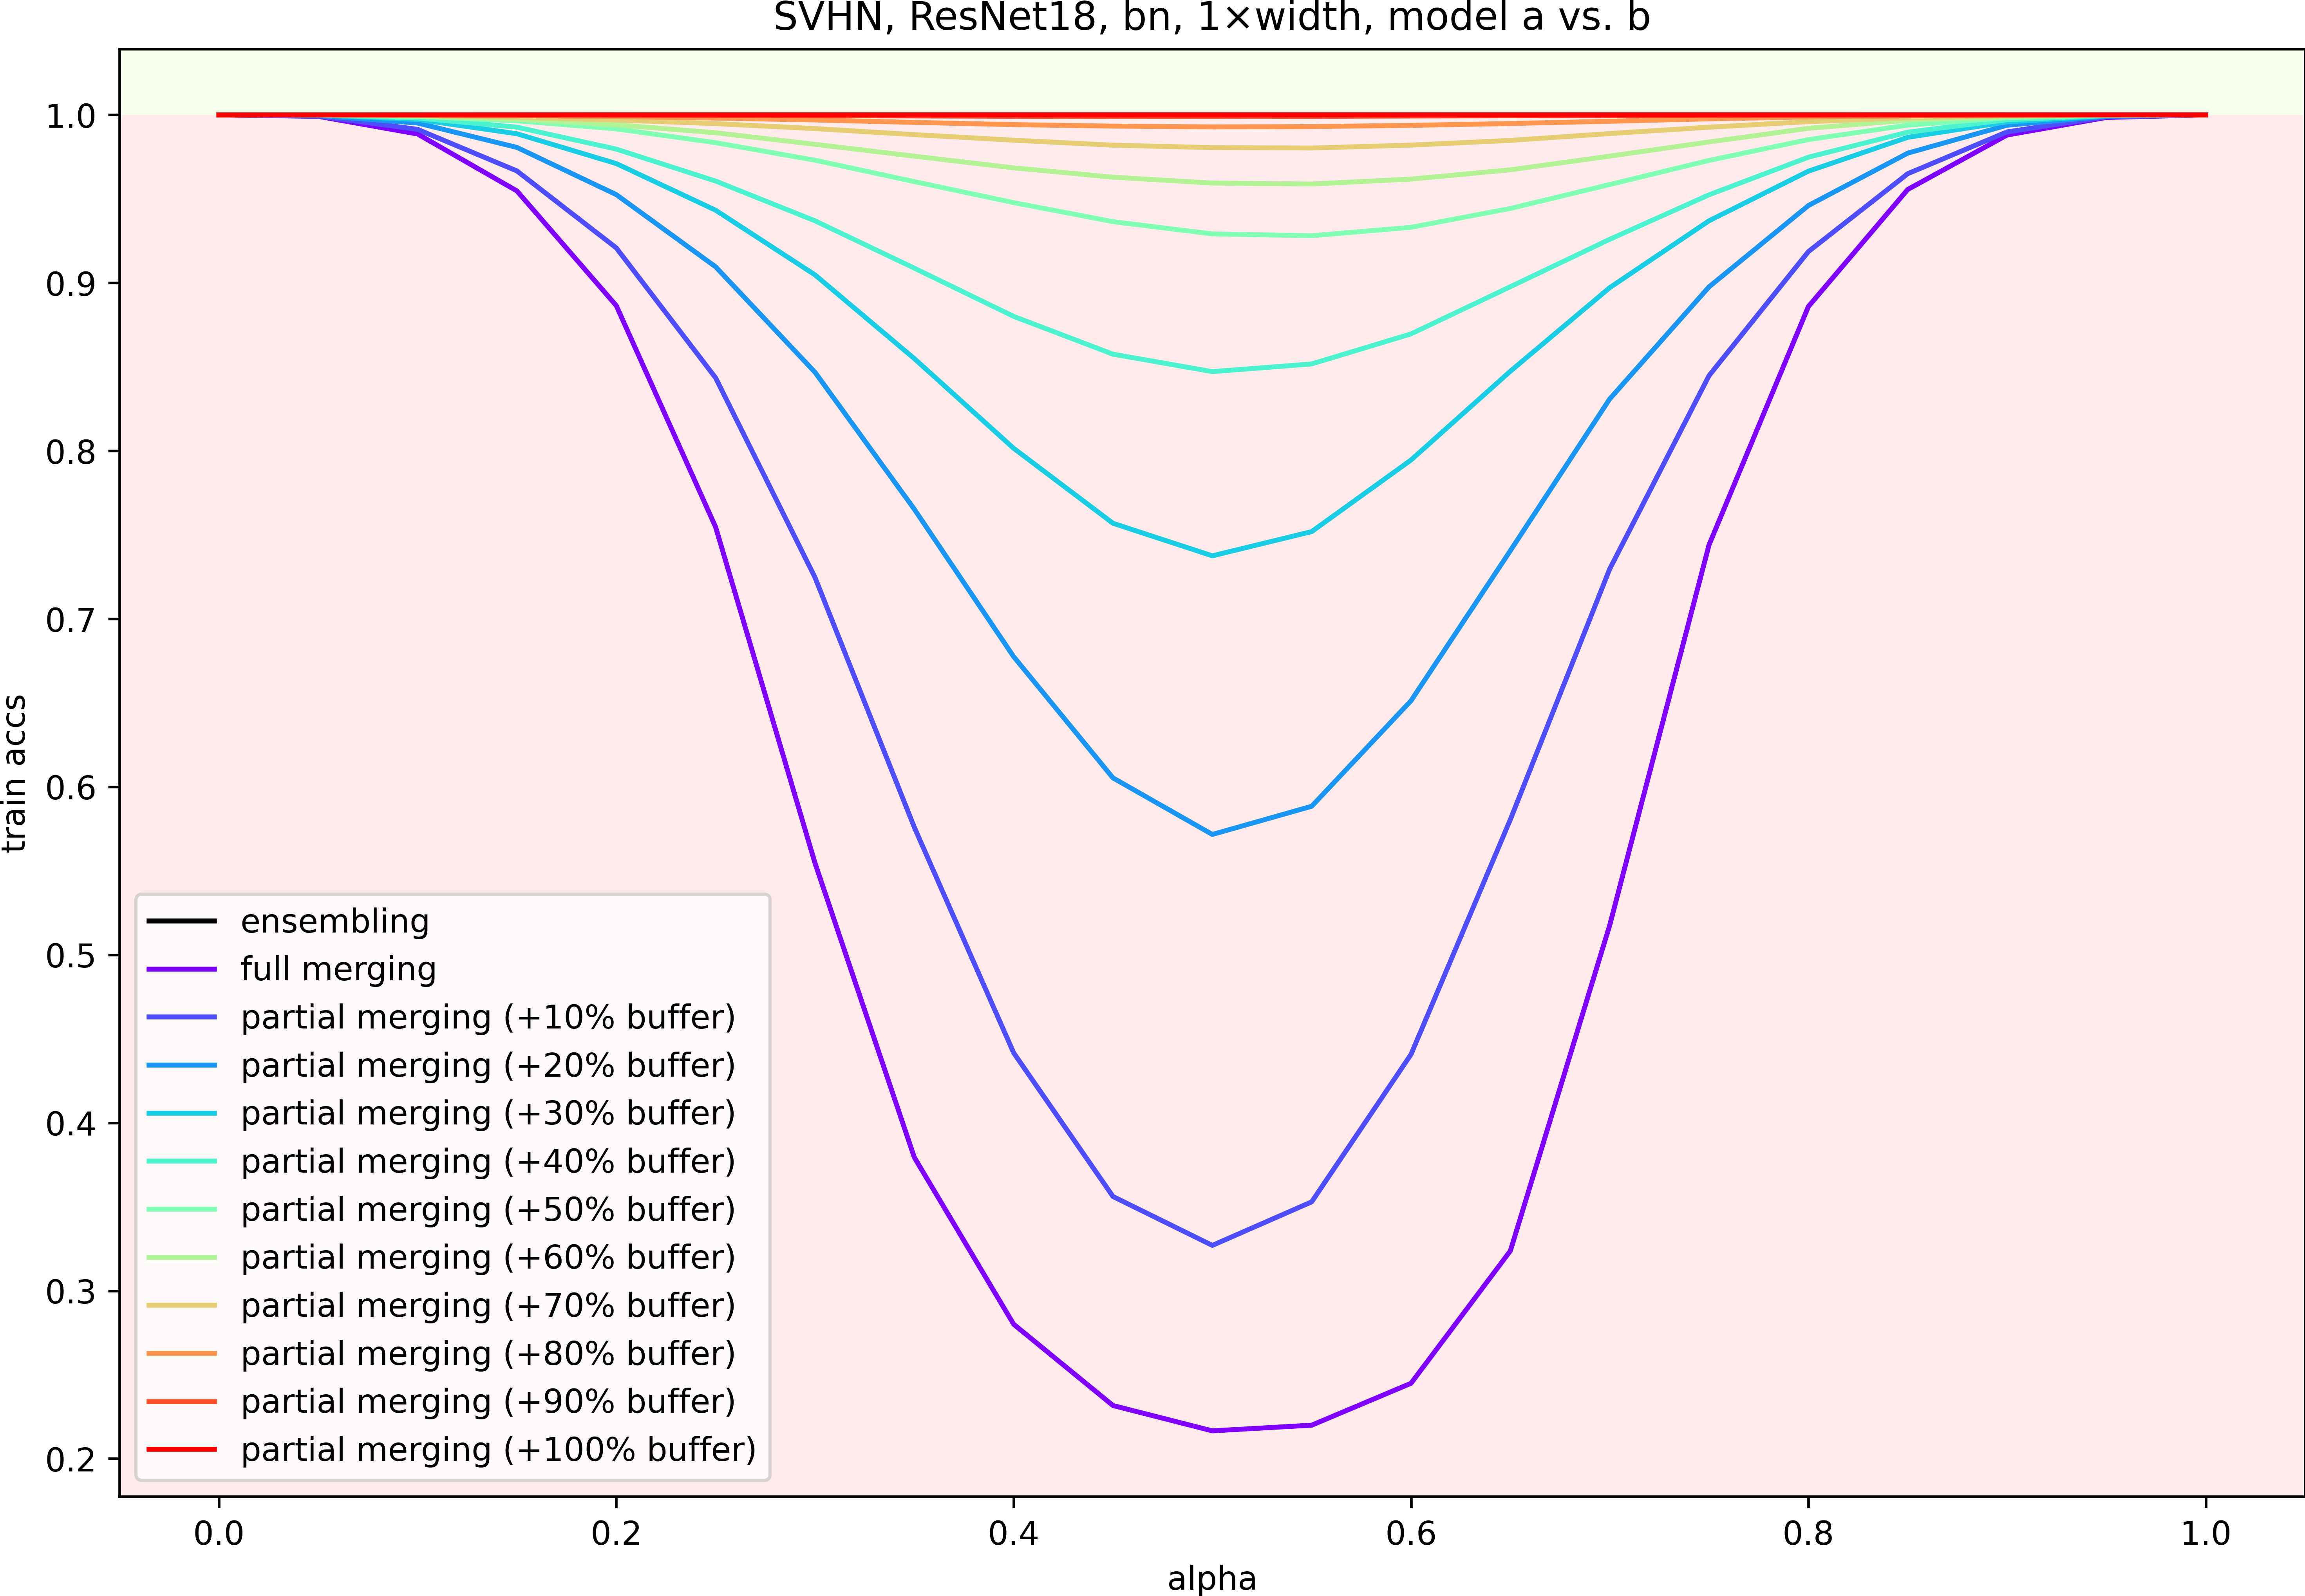 SVHN, ResNet18, bn, 1×width, model a vs. b
train accs
1.0
0.9
0.8
0.7
0.6
0.5
0.4
0.3
0.2
ensembling
full merging
partial merging (+10% buffer)
partial merging (+20% buffer)
partial merging (+30% buffer)
partial merging (+40% buffer)
partial merging (+50% buffer)
partial merging (+60% buffer)
partial merging (+70% buffer)
partial merging (+80% buffer)
partial merging (+90% buffer)
partial merging (+100% buffer)
0.0 0.2 0.4 0.6 0.8 1.0
alpha